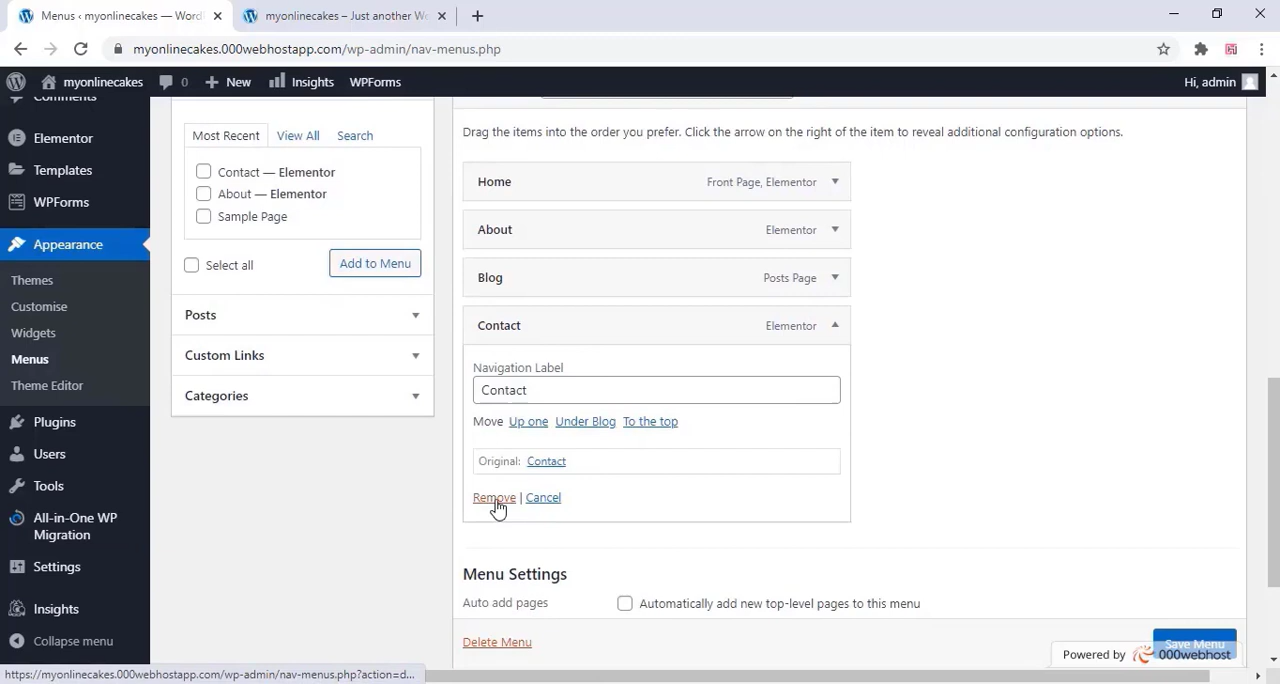 Menus ‹ myonlinecakes — Word
myonlinecakes – Just another Wo
myonlinecakes.000webhostapp.com/wp-admin/nav-menus.php
myonlinecakes 0 New Insights WPForms Hi, admin
Comments
Elementor
Templates
WPForms
Appearance
Themes
Customise
Widgets
Menus
Theme Editor
Plugins
Users
Tools
All-in-One WP
Migration
Settings
Insights
Collapse menu
Most Recent View All Search
Contact — Elementor
About — Elementor
Sample Page
Select all Add to Menu
Posts
Custom Links
Categories
Drag the items into the order you prefer. Click the arrow on the right of the item to reveal additional configuration options.
Home Front Page, Elementor
About Elementor
Blog Posts Page
Contact Elementor
Navigation Label
Contact
Move Up one Under Blog To the top
Original: Contact
Remove | Cancel
Menu Settings
Auto add pages Automatically add new top-level pages to this menu
Delete Menu Save Menu
Powered by 000webhost
https://myonlinecakes.000webhostapp.com/wp-admin/nav-menus.php?action=d...